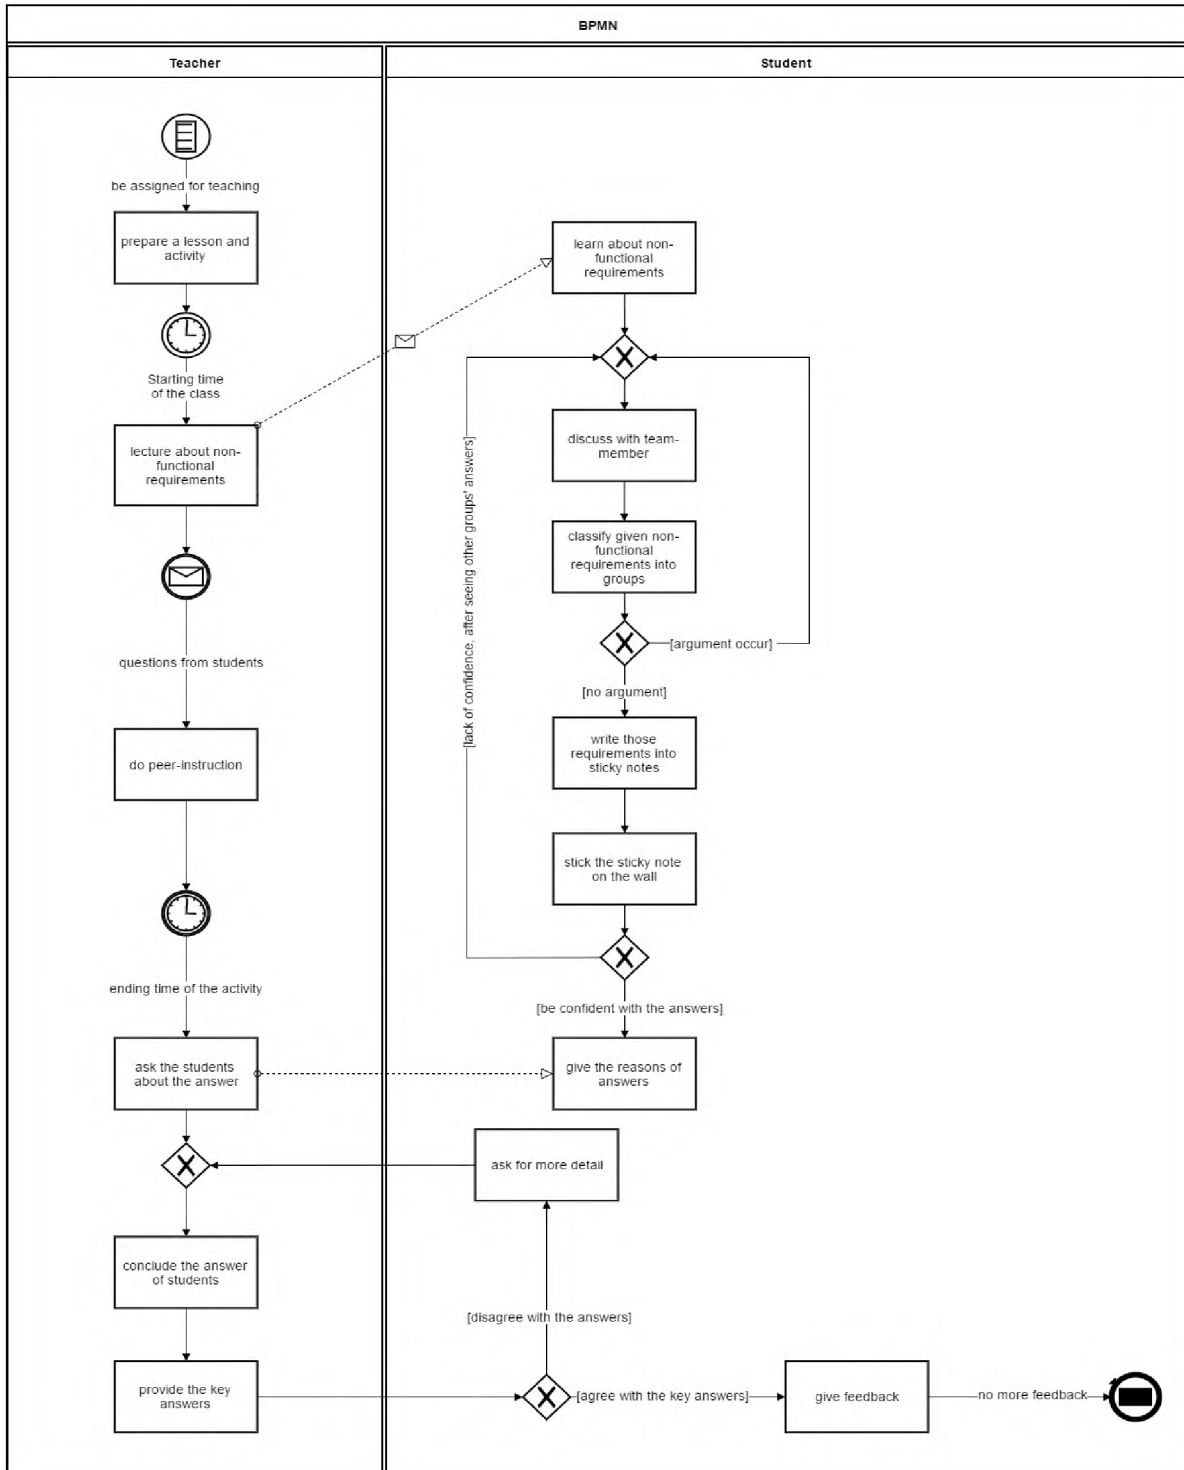 BPMN
Teacher
Student
be assigned for teaching
prepare a lesson and
activity
Starting time
of the class
lecture about non-
functional
requirements
questions from students
do peer-instruction
ending time of the activity
ask the students
about the answer
conclude the answer
of students
provide the key
answers
learn about non-
functional
requirements
discuss with team-
member
classify given non-
functional
requirements into
groups
[argument occur]
[no argument]
write those
requirements into
sticky notes
stick the sticky note
on the wall
[lack of confidence, after seeing other groups' answers]
[be confident with the answers]
give the reasons of
answers
ask for more detail
[disagree with the answers]
[agree with the key answers]
give feedback
no more feedback